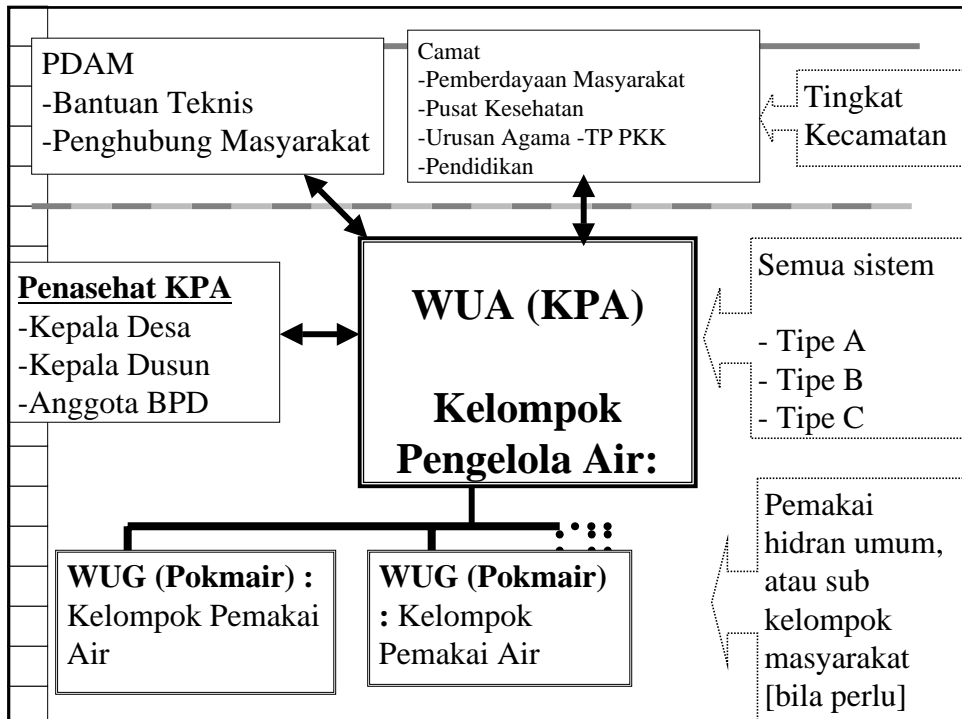 PDAM
-Bantuan Teknis
-Penghubung Masyarakat
Camat
-Pemberdayaan Masyarakat
-Pusat Kesehatan
-Urusan Agama -TP PKK
-Pendidikan
Tingkat
Kecamatan
Penasehat KPA
-Kepala Desa
-Kepala Dusun
-Anggota BPD
WUA (KPA)
Kelompok
Pengelola Air:
Semua sistem
- Tipe A
- Tipe B
- Tipe C
WUG (Pokmair) :
Kelompok Pemakai
Air
WUG (Pokmair)
: Kelompok
Pemakai Air
Pemakai
hidran umum,
atau sub
kelompok
masyarakat
[bila perlu]